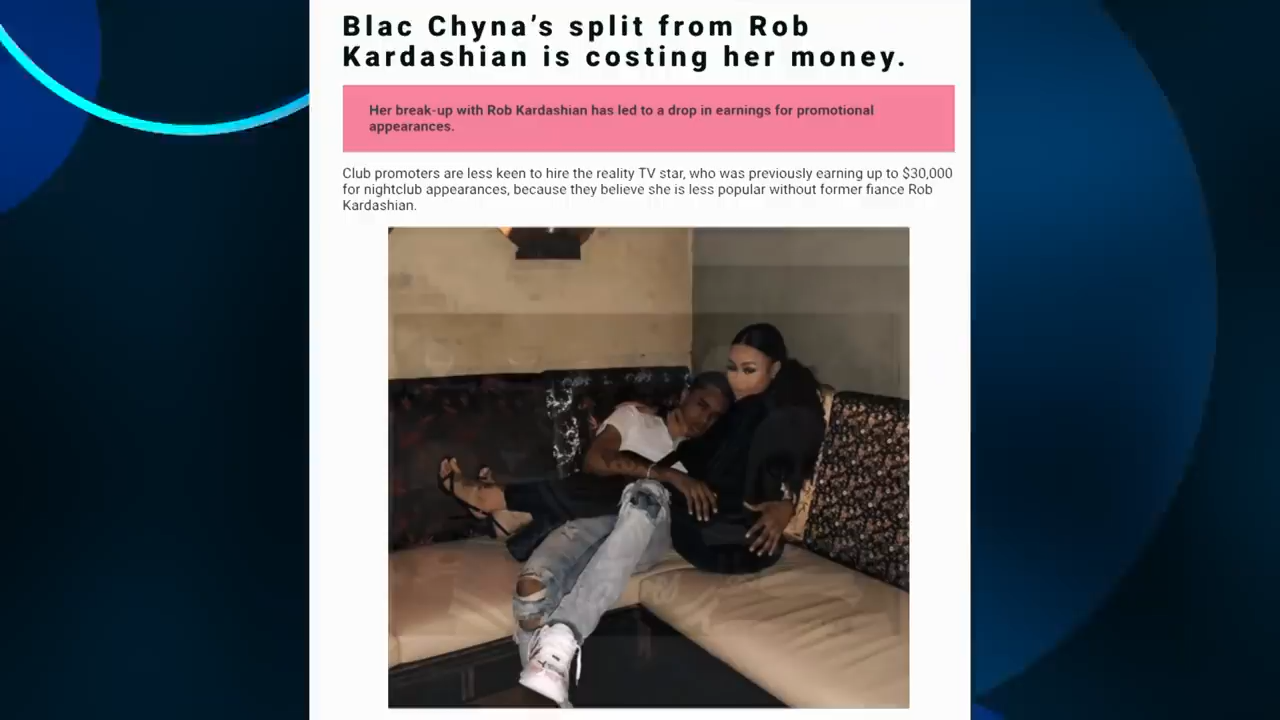 Blac Chyna's split from Rob
Kardashian is costing her money.
Her break-up with Rob Kardashian has led to a drop in earnings for promotional
appearances.
Club promoters are less keen to hire the reality TV star, who was previously earning up to $30,000
for nightclub appearances, because they believe she is less popular without former fiance Rob
Kardashian.